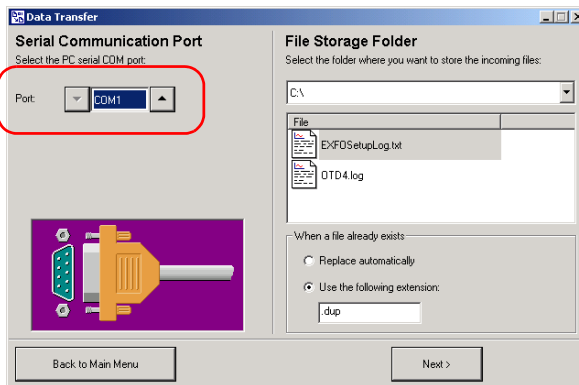 Data Transfer
Serial Communication Port
Select the PC serial COM port:
Port:
COM1
File Storage Folder
Select the folder where you want to store the incoming files:
C:\
File
EXFOSetupLog.txt
OTD4.log
When a file already exists
Replace automatically
Use the following extension:
.dup
Back to Main Menu
Next >